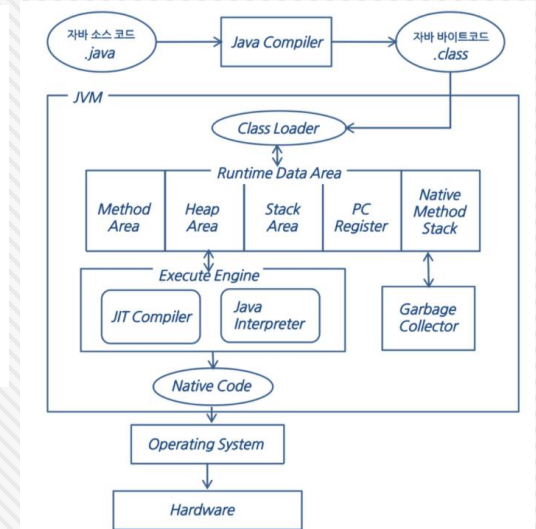 자바 소스 코드
.java
Java Compiler
자바 바이트코드
.class
JVM
Class Loader
Runtime Data Area
Method
Area
Heap
Area
Stack
Area
PC
Register
Native
Method
Stack
Execute Engine
JIT Compiler
Java
Interpreter
Garbage
Collector
Native Code
Operating System
Hardware